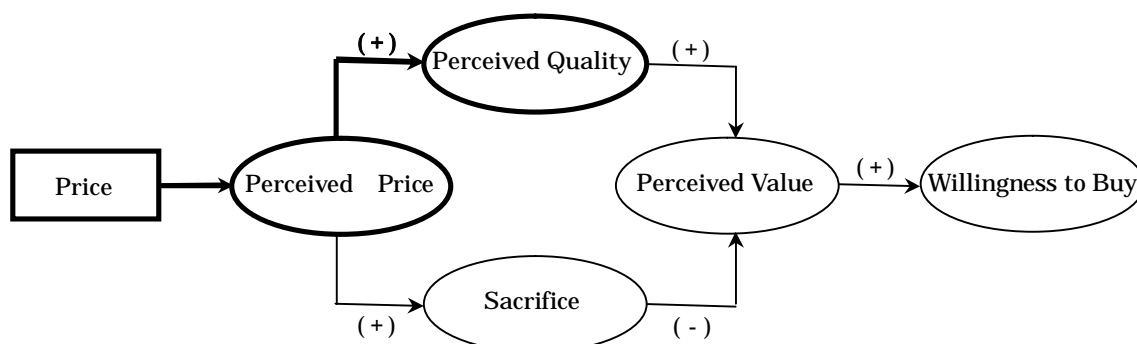 (+)
Perceived Quality
(+)
Price
Perceived Price
Perceived Value
(+)
Willingness to Buy
(+)
Sacrifice
(-)